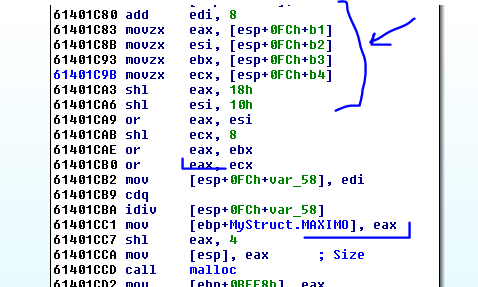 61401C80 add edi, 8
61401C83 movzx eax, [esp+0FCh+b1]
61401C8B movzx esi, [esp+0FCh+b2]
61401C93 movzx ebx, [esp+0FCh+b3]
61401C9B movzx ecx, [esp+0FCh+b4]
61401CA3 shl eax, 18h
61401CA6 shl esi, 10h
61401CA9 or eax, esi
61401CAB shl ecx, 8
61401CAE or eax, ebx
61401CB0 or eax, ecx
61401CB2 mov [esp+0FCh+var_58], edi
61401CB9 cdq
61401CBA idiv [esp+0FCh+var_58]
61401CC1 mov [ebp+MyStruct.MAXIMO], eax
61401CC7 shl eax, 4
61401CCA mov [esp], eax ; Size
61401CCD call malloc
61401CD2 mov [ebp+0BFF8h], eax